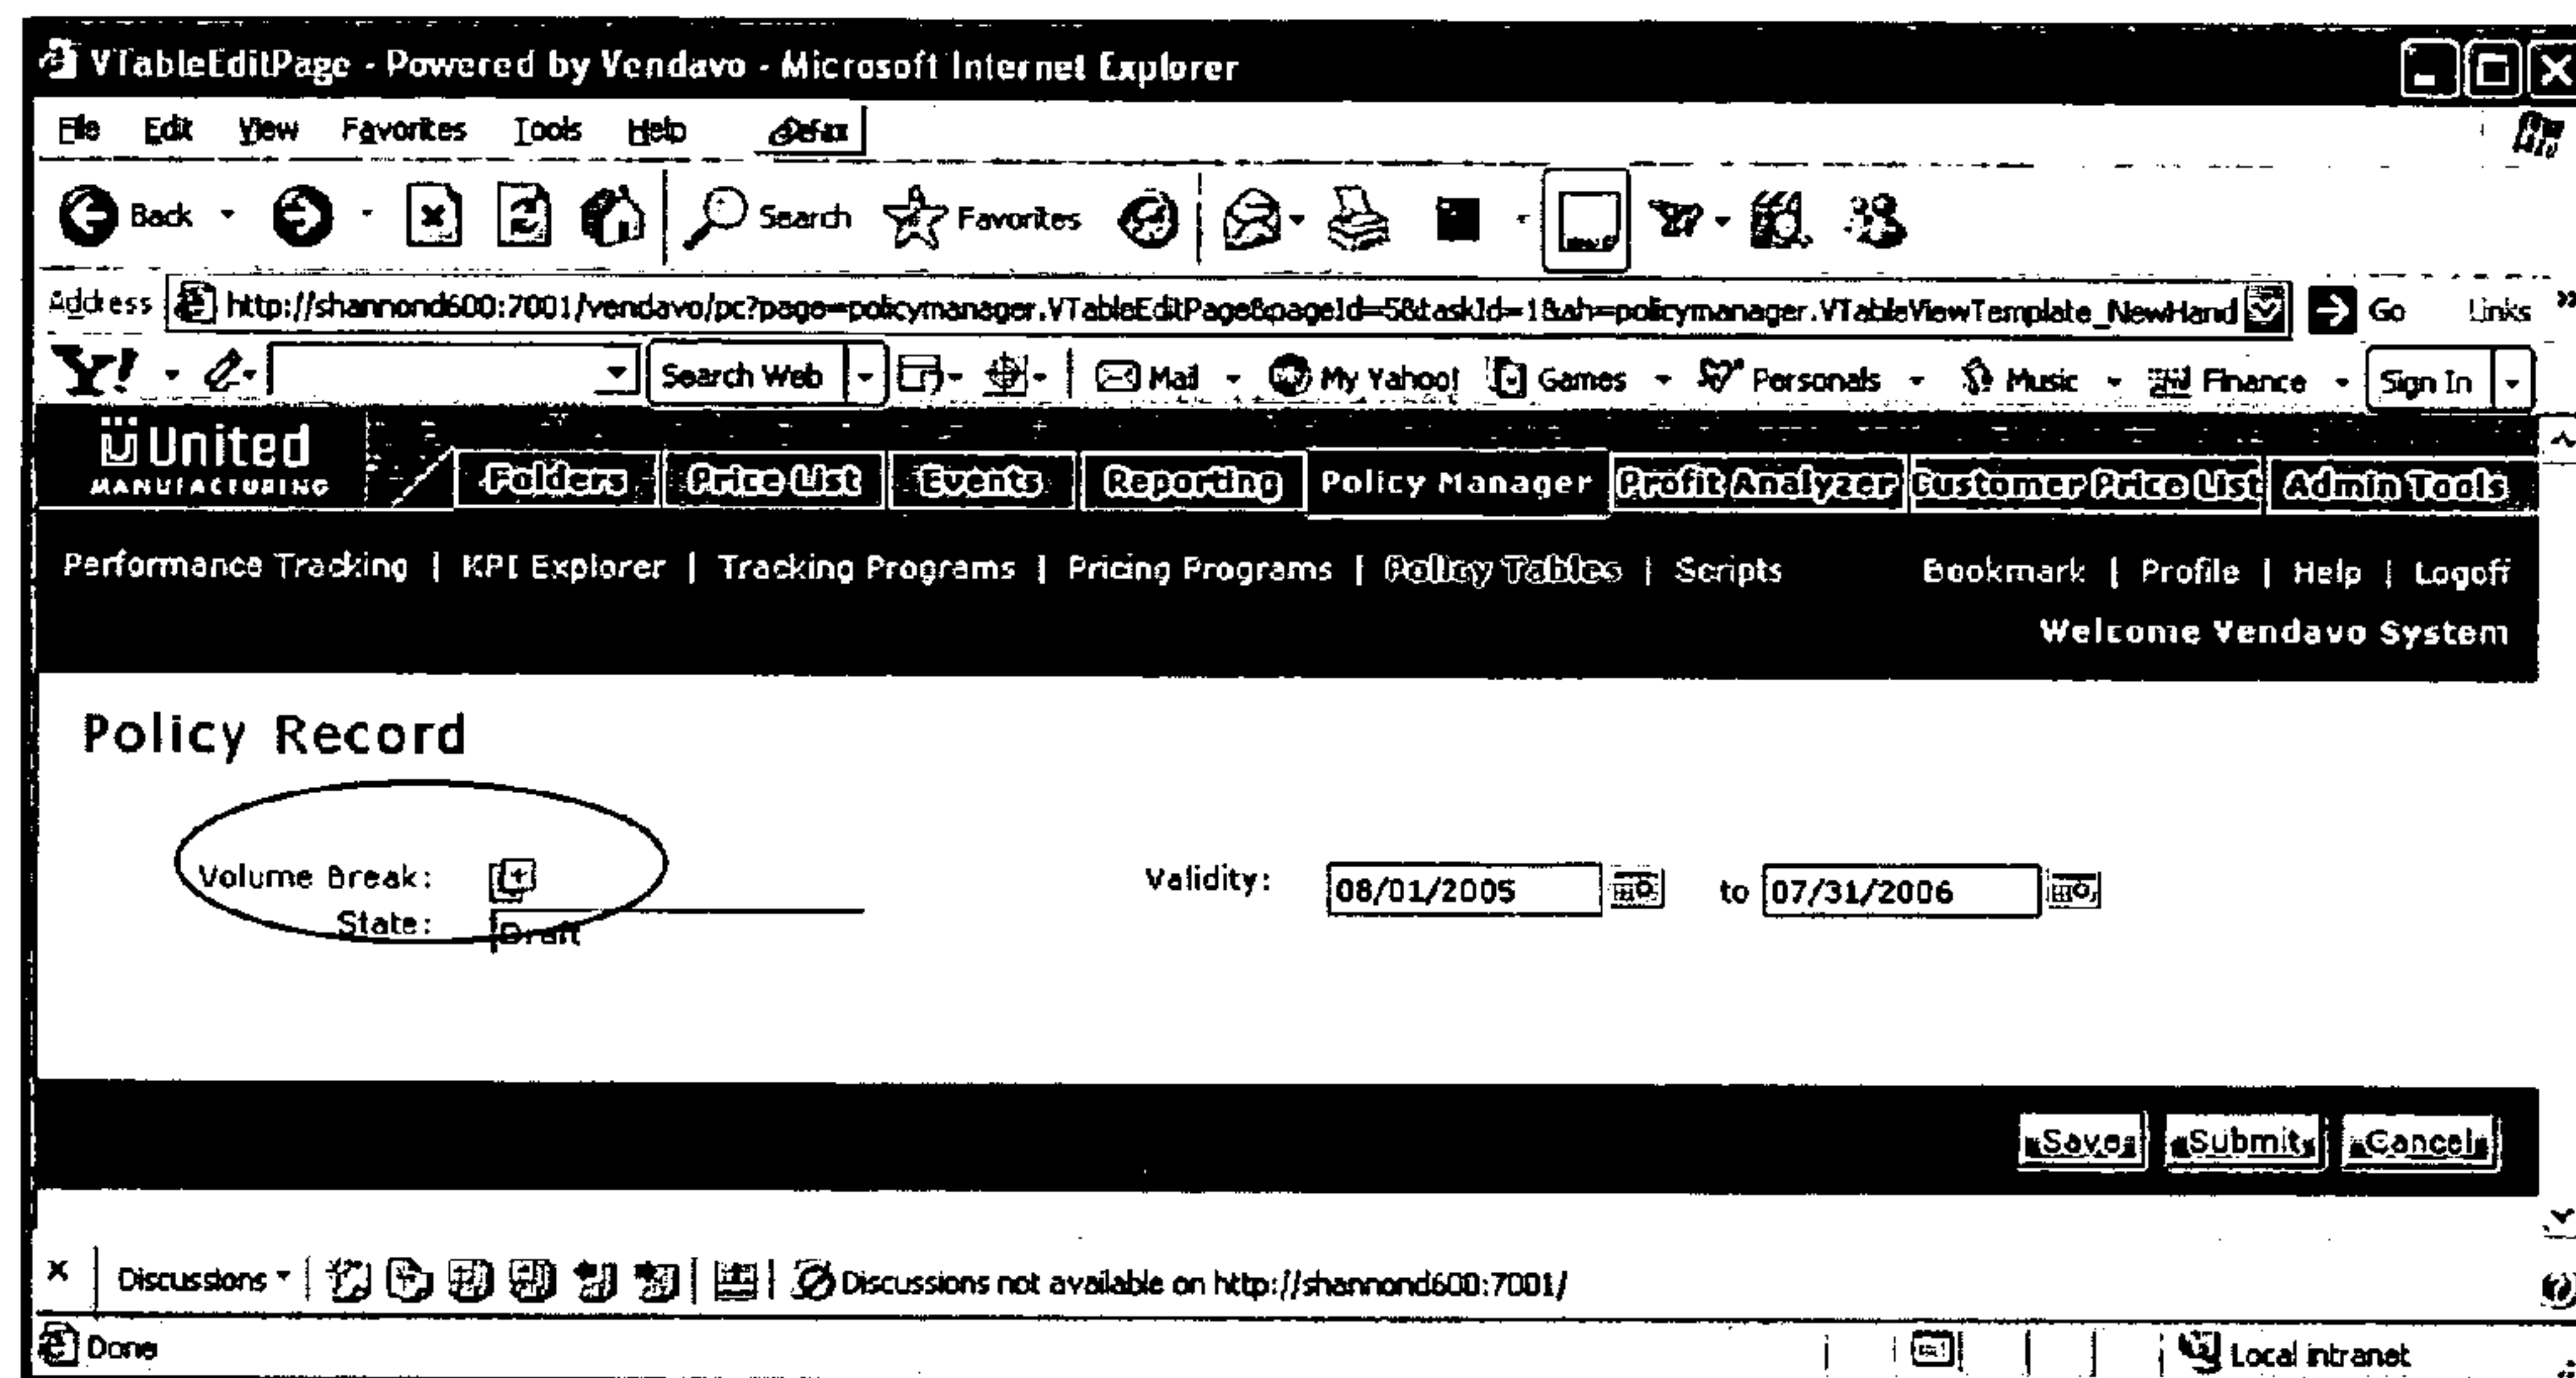 VTableEditPage - Powered by Vendavo - Microsoft Internet Explorer
File Edit View Favorites Tools Help
Back Search Favorites
Address http://shannond600:7001/vendavo/pc?page=policymanager.VTableEditPage&pageId=5&taskId=1&ah=policymanager.VTableViewTemplate_NewHand Go Links »
Y! Search Web Mail My Yahoo! Games Personals Music Finance Sign In
United
MANUFACTURING
Folders Price List Events Reporting Policy Manager Profit Analyzer Customer Price List Admin Tools
Performance Tracking | KPI Explorer | Tracking Programs | Pricing Programs | Policy Tables | Scripts Bookmark | Profile | Help | Logoff
Welcome Vendavo System
Policy Record
Volume Break: Validity: 08/01/2005 to 07/31/2006
State: Draft
Save Submit Cancel
Discussions Discussions not available on http://shannond600:7001/
Done Local intranet